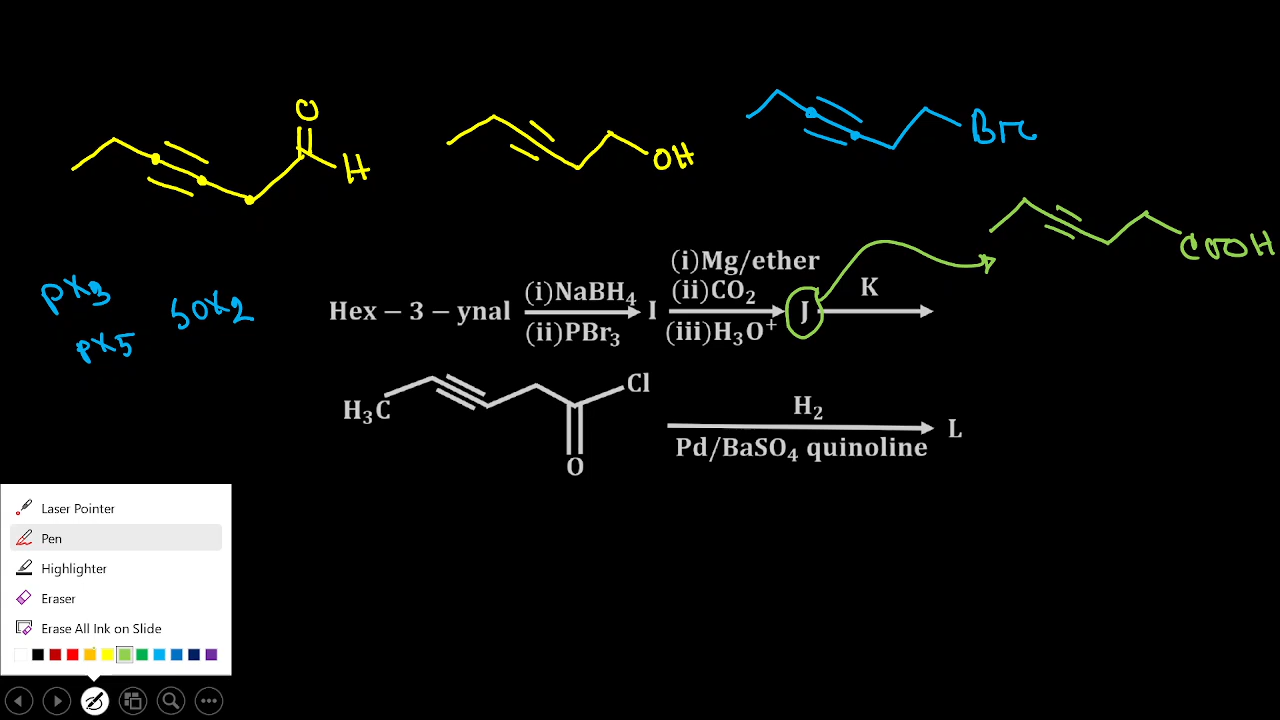 O
H
OH
Br
COOH
PX3
PX5
SOX2
Hex − 3 − ynal
(i)NaBH₄
(ii)PBr₃
I
(i)Mg/ether
(ii)CO₂
(iii)H₃O⁺
J
K
H₃C
Cl
O
H₂
Pd/BaSO₄ quinoline
L
Laser Pointer
Pen
Highlighter
Eraser
Erase All Ink on Slide